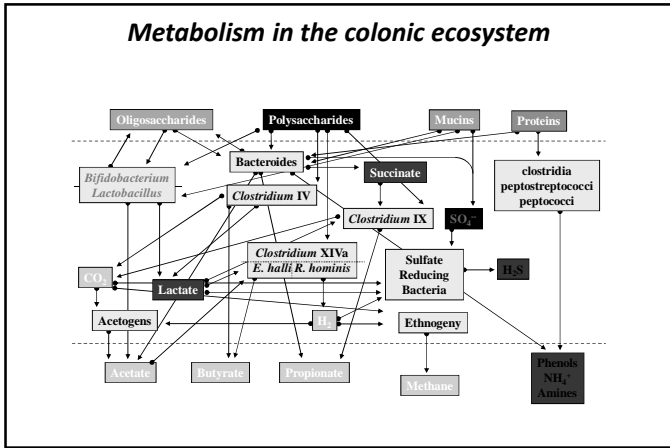 Metabolism in the colonic ecosystem
Oligosaccharides
Polysaccharides
Mucins
Proteins
Bacteroides
Bifidobacterium
Lactobacillus
Succinate
clostridia
peptostreptococci
peptococci
Clostridium IV
Clostridium IX
SO₄⁻
Clostridium XIVa
E. halli R. hominis
Sulfate
Reducing
Bacteria
H₂S
CO₂
Lactate
Acetogens
H₂
Ethnogeny
Acetate
Butyrate
Propionate
Methane
Phenols
NH₄⁺
Amines